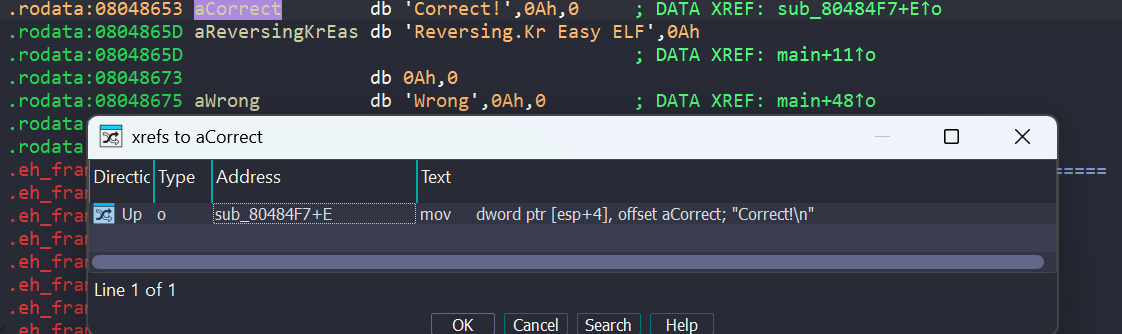 .rodata:08048653 aCorrect db 'Correct!',0Ah,0 ; DATA XREF: sub_80484F7+E↑o
.rodata:0804865D aReversingKrEas db 'Reversing.Kr Easy ELF',0Ah
.rodata:0804865D ; DATA XREF: main+11↑o
.rodata:08048673 db 0Ah,0
.rodata:08048675 aWrong db 'Wrong',0Ah,0 ; DATA XREF: main+48↑o
.roda
xrefs to aCorrect
.rodata
.eh_fra
Directic Type Address Text
.eh_fra
.eh_fra
Up o sub_80484F7+E mov dword ptr [esp+4], offset aCorrect; "Correct!\n"
.eh_fra
.eh_fra
.eh_fra
Line 1 of 1
.eh_fra
.eh_fra
OK Cancel Search Help